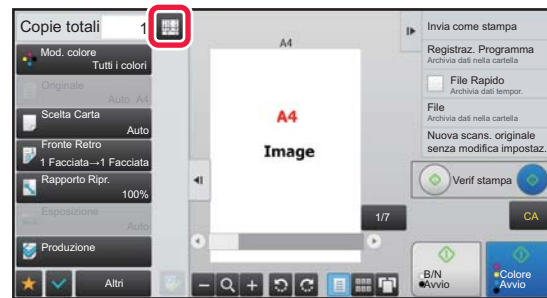 Copie totali 1
Mod. colore
Tutti i colori
Originale
Auto A4
Scelta Carta
Auto
Fronte Retro
1 Facciata→1 Facciata
Rapporto Ripr.
100%
Esposizione
Auto
Produzione
Altri
A4
A4
Image
1/7
Invia come stampa
Registraz. Programma
Archivia dati nella cartella
File Rapido
Archivia dati tempor.
File
Archivia dati nella cartella
Nuova scans. originale
senza modifica impostaz.
Verif stampa
CA
B/N
Avvio
Colore
Avvio